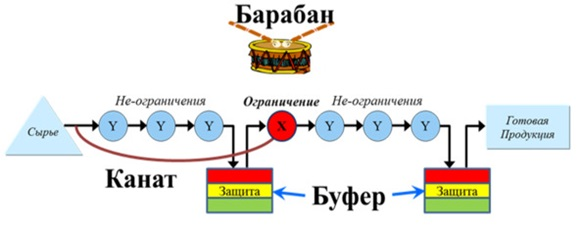 Барабан
Не-ограничения
Ограничение
Не-ограничения
Сырье
Y
Y
Y
X
Y
Y
Y
Готовая
Продукция
Канат
Защита
Буфер
Защита